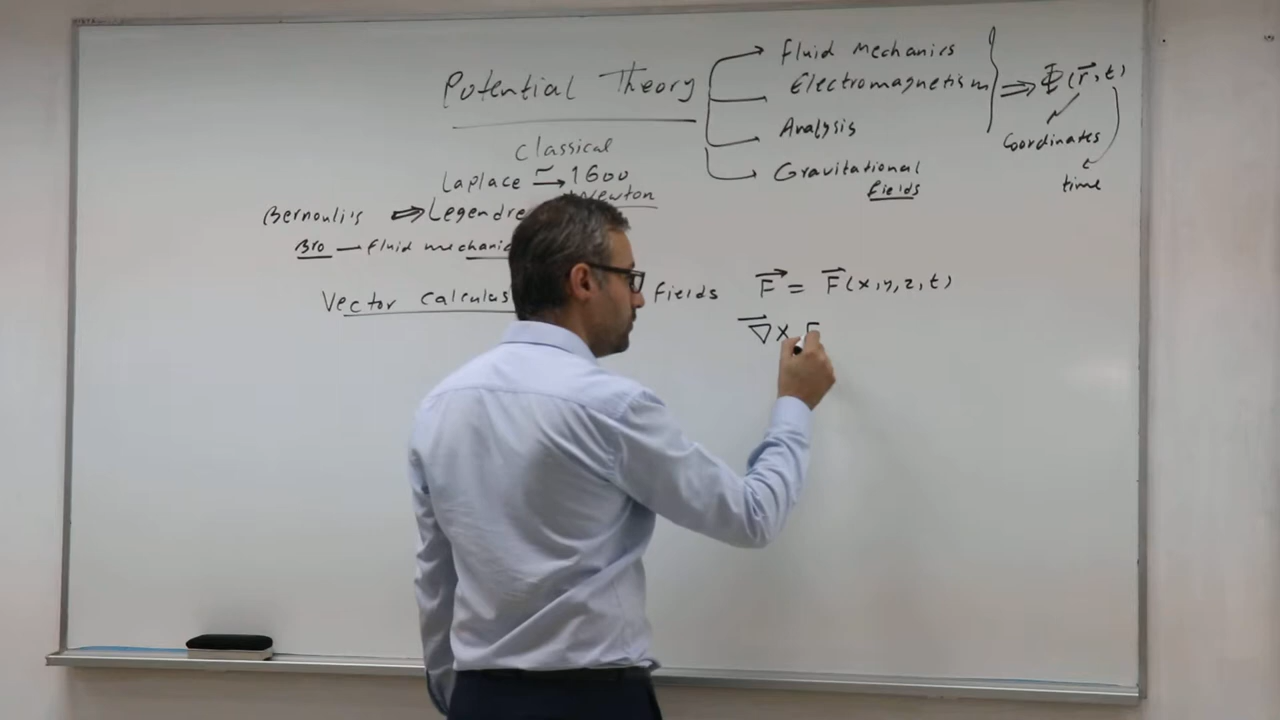 Potential Theory
Fluid Mechanics
Electromagnetism
Analysis
Gravitational
fields
⇒ Φ(r⃗, t)
Coordinates
time
Classical
Laplace → ~1600
Newton
Bernoulis ⇒ Legendre
Bro — fluid mechanic
Vector Calculus
fields F⃗ = F⃗(x,y,z,t)
∇⃗ x F